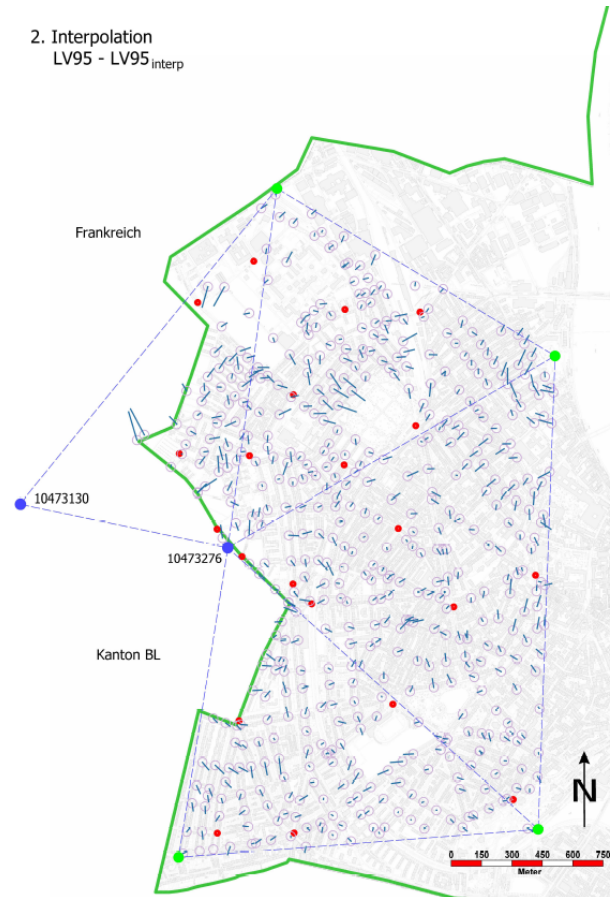 2. Interpolation
LV95 - LV95interp
Frankreich
10473130
10473276
Kanton BL
N
0 150 300 450 600 750
Meter